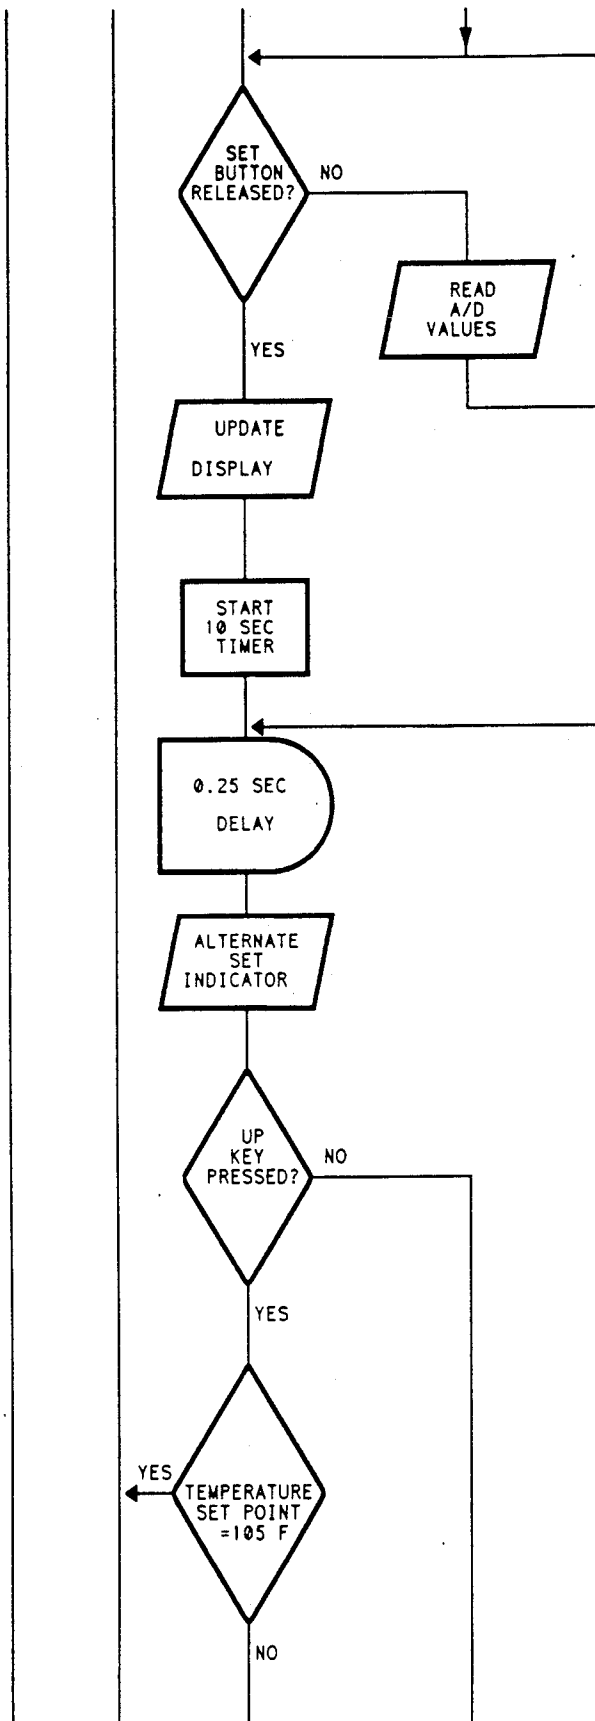 SET
BUTTON
RELEASED?
NO
READ
A/D
VALUES
YES
UPDATE
DISPLAY
START
10 SEC
TIMER
0.25 SEC
DELAY
ALTERNATE
SET
INDICATOR
UP
KEY
PRESSED?
NO
YES
YES
TEMPERATURE
SET POINT
=105 F
NO